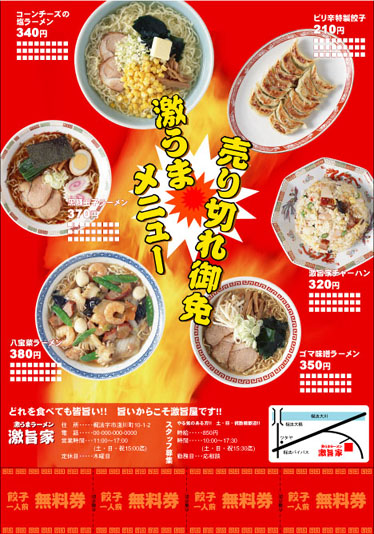 コーンチーズの
塩ラーメン
340円
ピリ辛特製餃子
210円
激うま
メニュー
売り切れ御免
370円
激旨家チャーハン
320円
八宝菜ラーメン
380円
ゴマ味噌ラーメン
350円
どれを食べても皆旨い!! 旨いからこそ激旨屋です!!
激うまラーメン
激旨家
電 話・・・・00-000-0000
営業時間・・・・11:00〜17:00
(土・日・祝15:00迄)
定休日・・・・木曜日
スタッフ募集
時給・・・・850円
時間・・・・10:00〜17:30
(土・日・祝15:30迄)
勤務日・・・・応相談
ツタヤ
激うまラーメン
激旨家
餃子
一人前
無料券
餃子
一人前
無料券
餃子
一人前
無料券
餃子
一人前
無料券